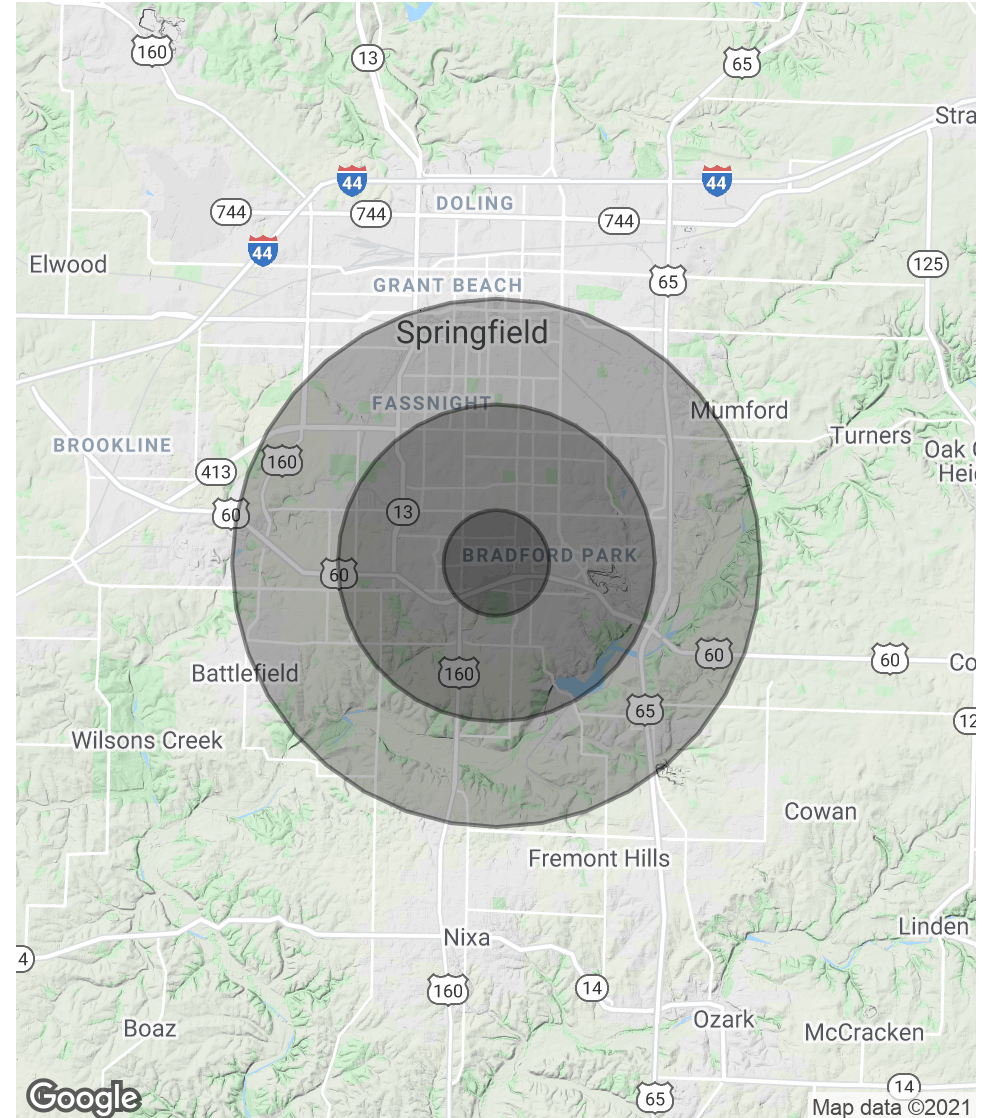 160
13
65
Stra
44
44
DOLING
744
744
744
44
Elwood
125
65
GRANT BEACH
Springfield
FASSNIGHT
Mumford
Turners
BROOKLINE
Oak
Hei
160
413
60
13
BRADFORD PARK
60
60
60
Co
160
Battlefield
65
12
Wilsons Creek
Cowan
Fremont Hills
Linden
Nixa
4
160
14
Boaz
Ozark
McCracken
Google
65
14
Map data ©2021